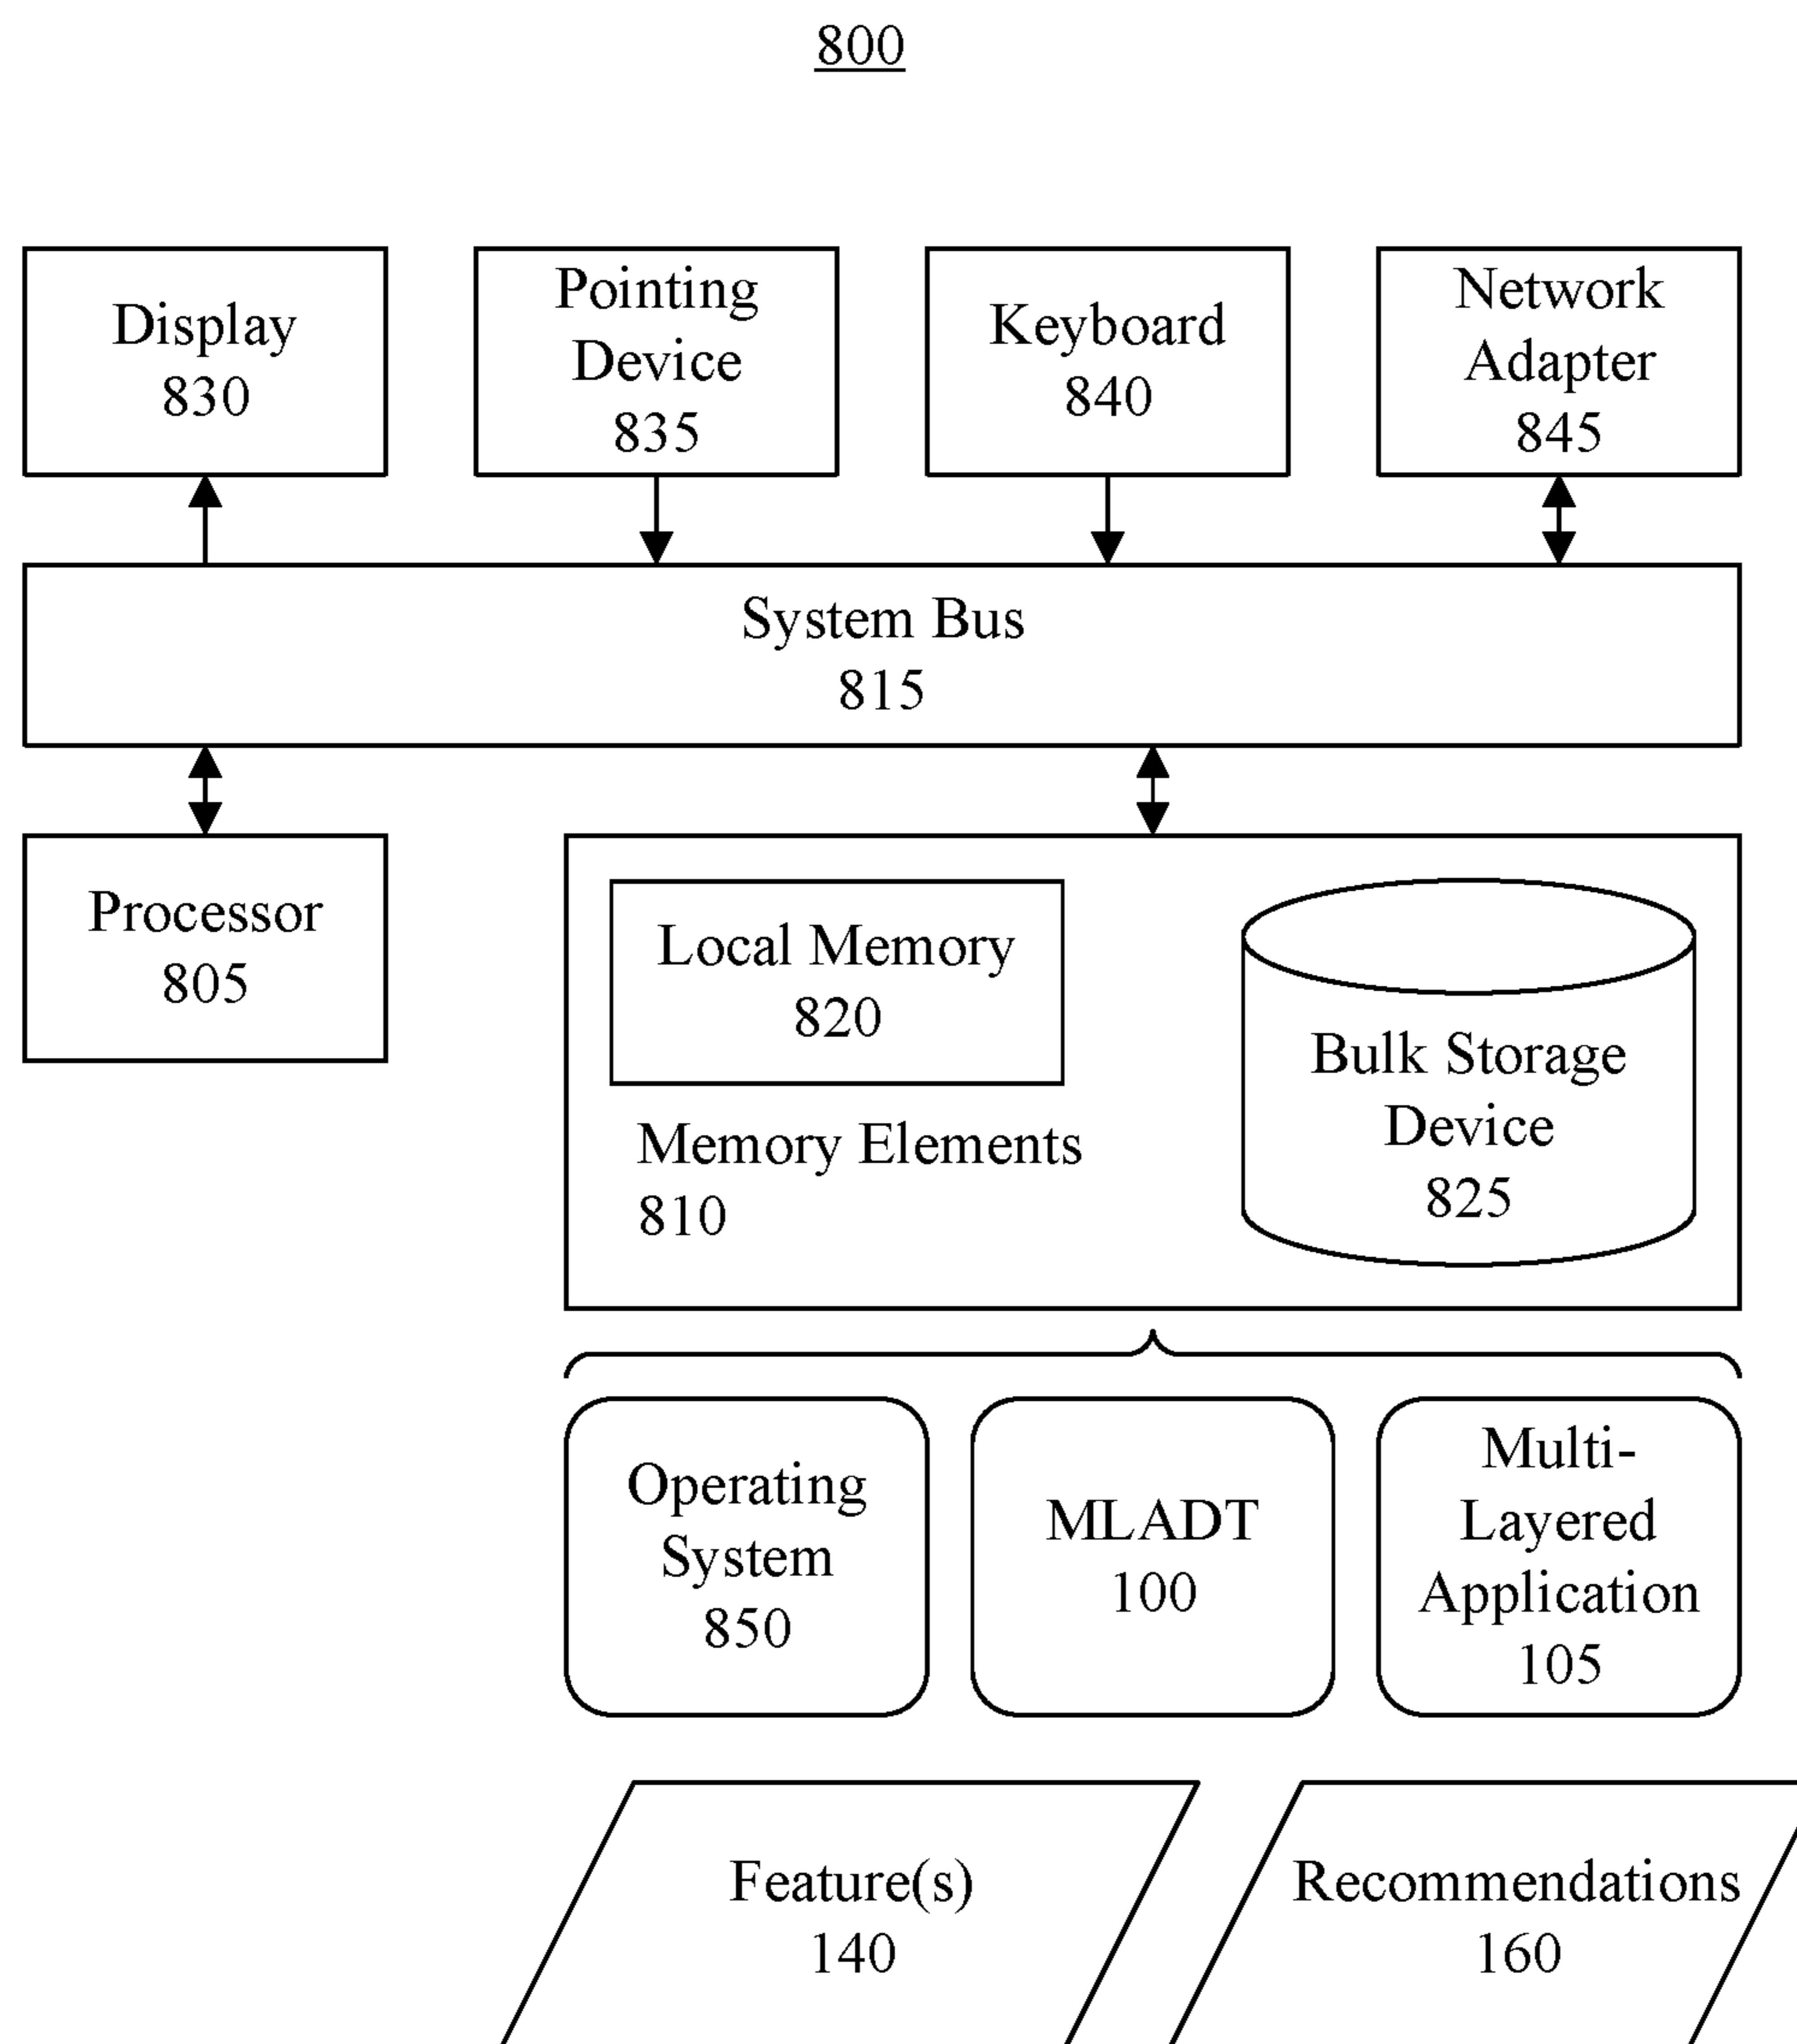 800
Display
830
Pointing
Device
835
Keyboard
840
Network
Adapter
845
System Bus
815
Processor
805
Local Memory
820
Memory Elements
810
Bulk Storage
Device
825
Operating
System
850
MLADT
100
Multi-
Layered
Application
105
Feature(s)
140
Recommendations
160